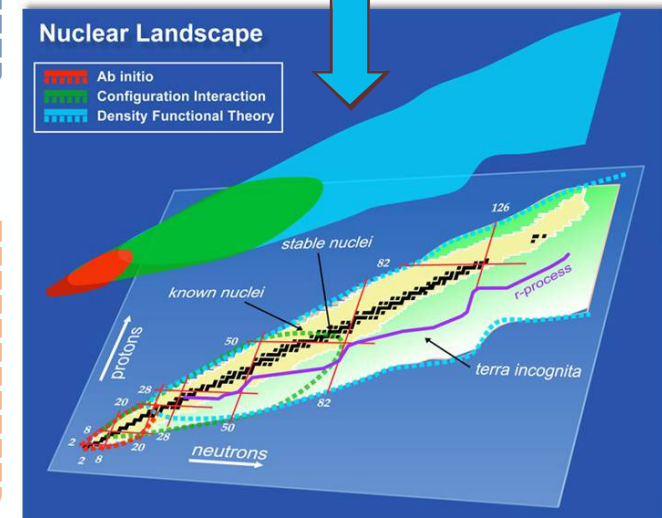 Nuclear Landscape
Ab initio
Configuration Interaction
Density Functional Theory
126
stable nuclei
82
known nuclei
r-process
50
protons
terra incognita
82
28
20
50
8
28
2
20
neutrons
2 8